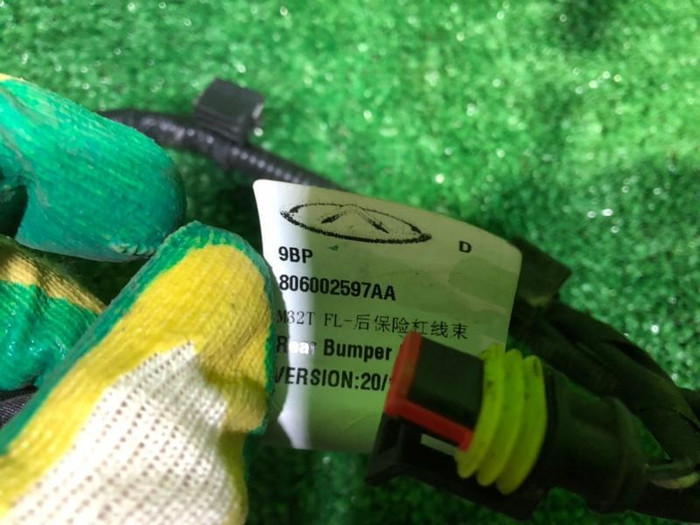 D
9BP
806002597AA
M32T FL-后保险杠线束
Rear Bumper
VERSION:20/